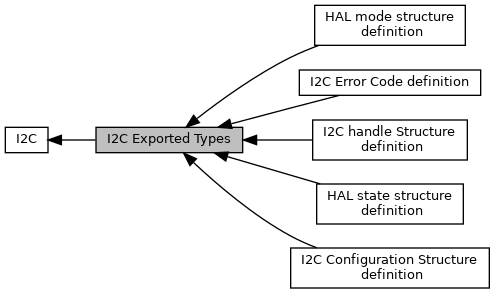 HAL mode structure
definition
I2C Error Code definition
I2C
I2C Exported Types
I2C handle Structure
definition
HAL state structure
definition
I2C Configuration Structure
definition